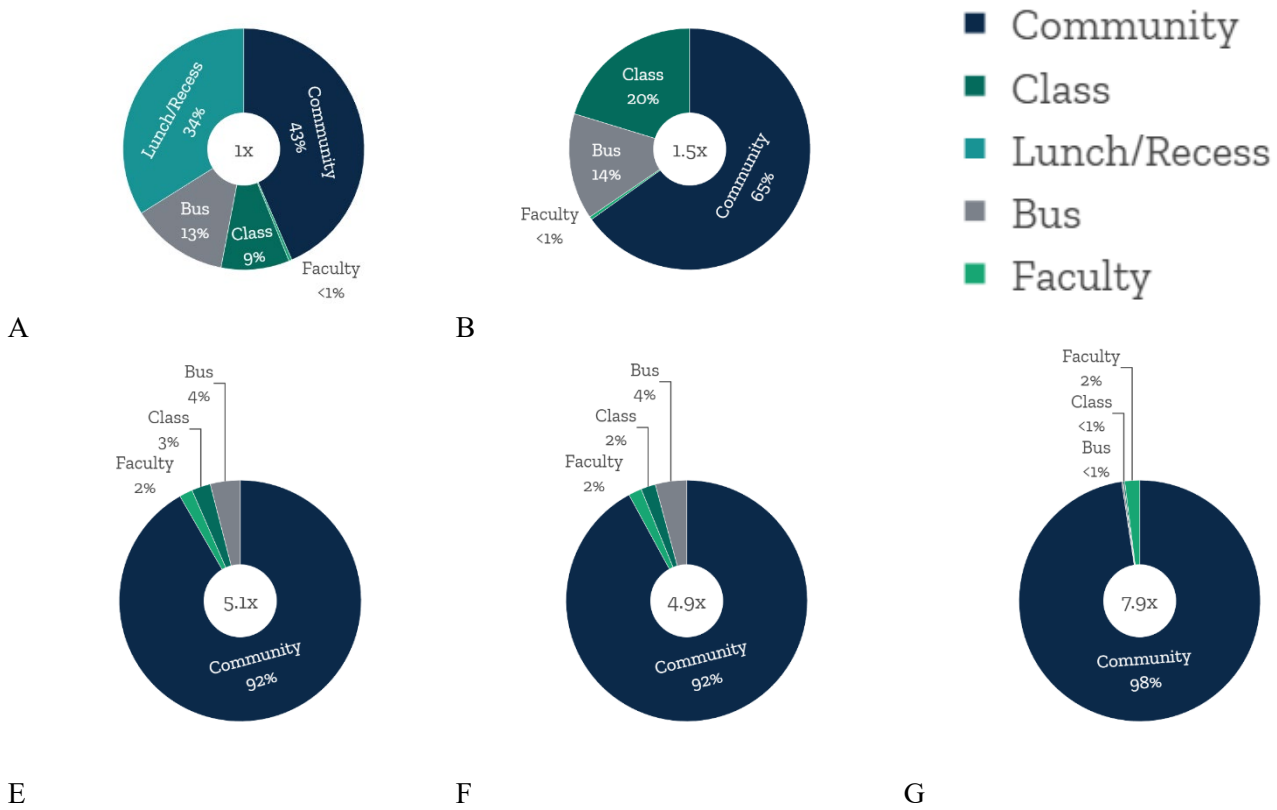 Lunch/Recess
34%
Community
43%
1x
Bus
13%
Class
9%
Faculty
<1%
A
Class
20%
Bus
14%
1.5x
Community
65%
Faculty
<1%
B
Community
Class
Lunch/Recess
Bus
Faculty
Bus
4%
Class
3%
Faculty
2%
5.1x
Community
92%
E
Bus
4%
Class
2%
Faculty
2%
4.9x
Community
92%
F
Faculty
2%
Class
<1%
Bus
<1%
7.9x
Community
98%
G